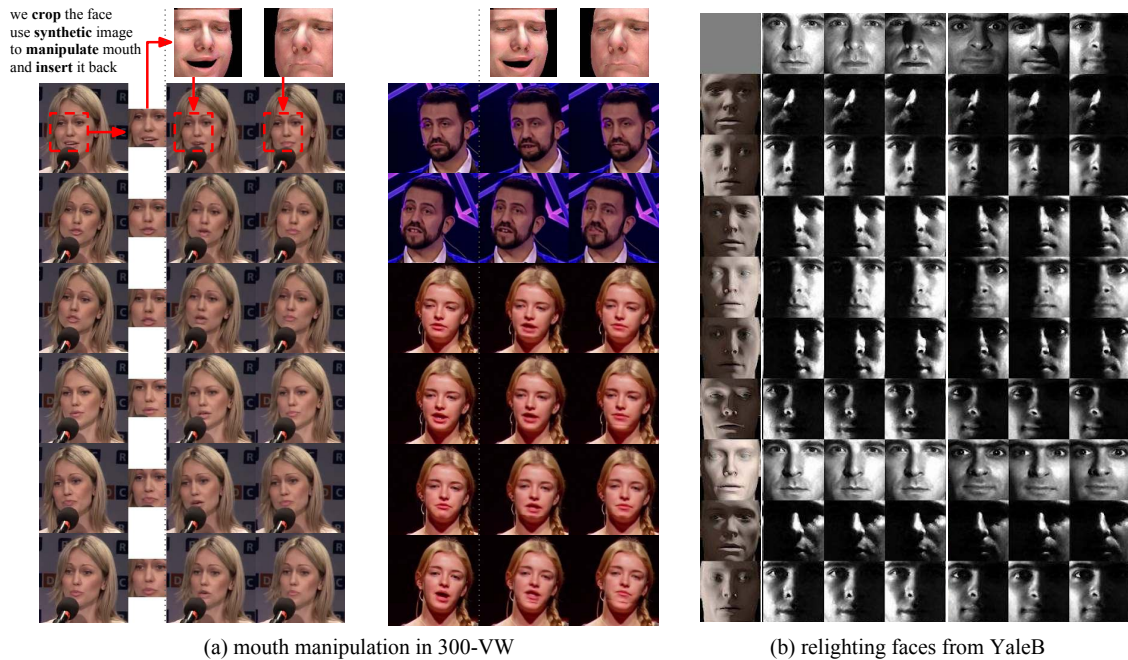 we crop the face
use synthetic image
to manipulate mouth
and insert it back
(a) mouth manipulation in 300-VW
(b) relighting faces from YaleB